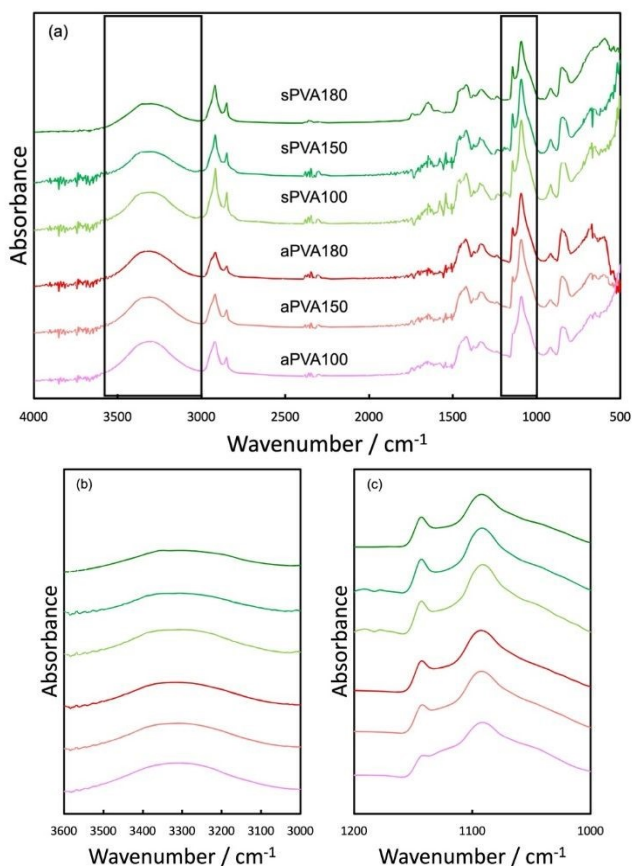 (a)
sPVA180
sPVA150
sPVA100
aPVA180
aPVA150
aPVA100
Absorbance
4000 3500 3000 2500 2000 1500 1000 500
Wavenumber / cm-1
(b)
Absorbance
3600 3500 3400 3300 3200 3100 3000
Wavenumber / cm-1
(c)
Absorbance
1200 1100 1000
Wavenumber / cm-1